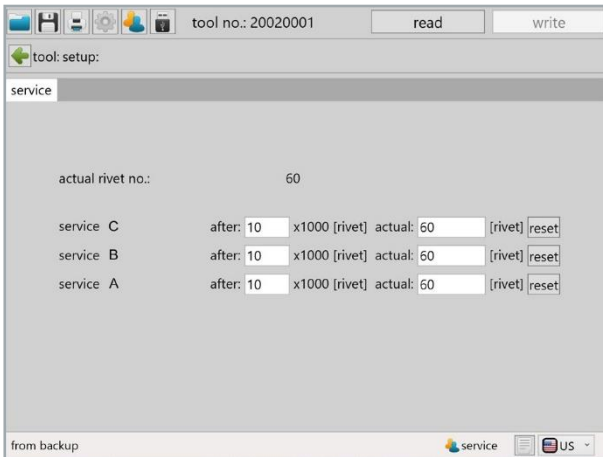 tool no.: 20020001 read write
tool: setup:
service
actual rivet no.: 60
service C after: 10 x1000 [rivet] actual: 60 [rivet] reset
service B after: 10 x1000 [rivet] actual: 60 [rivet] reset
service A after: 10 x1000 [rivet] actual: 60 [rivet] reset
from backup service US